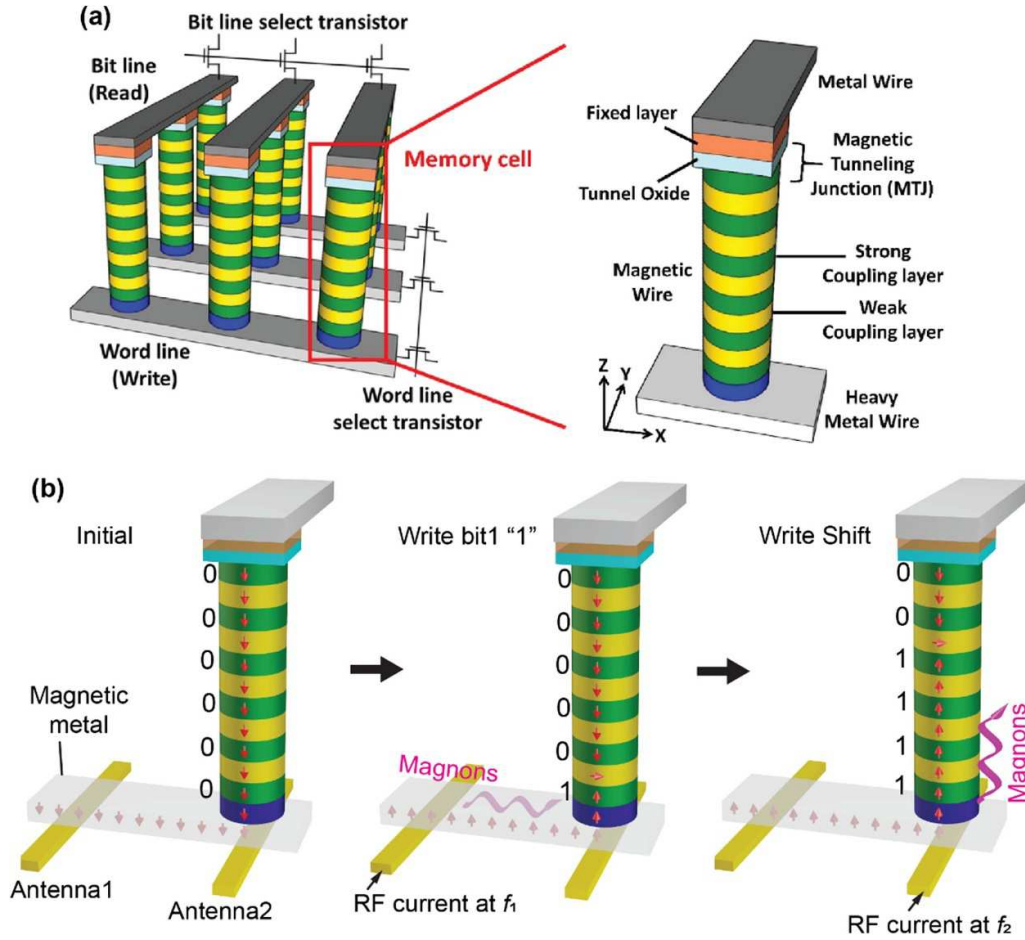 (a)
Bit line select transistor
Bit line
(Read)
Memory cell
Word line
(Write)
Word line
select transistor
Metal Wire
Fixed layer
Magnetic
Tunneling
Junction (MTJ)
Tunnel Oxide
Magnetic
Wire
Strong
Coupling layer
Weak
Coupling layer
Z
Y
X
Heavy
Metal Wire
(b)
Initial
0
0
0
0
0
0
Magnetic
metal
Antenna1
Antenna2
Write bit1 “1”
0
0
0
0
0
1
Magnons
RF current at f₁
Write Shift
0
0
1
1
1
Magnons
RF current at f₂